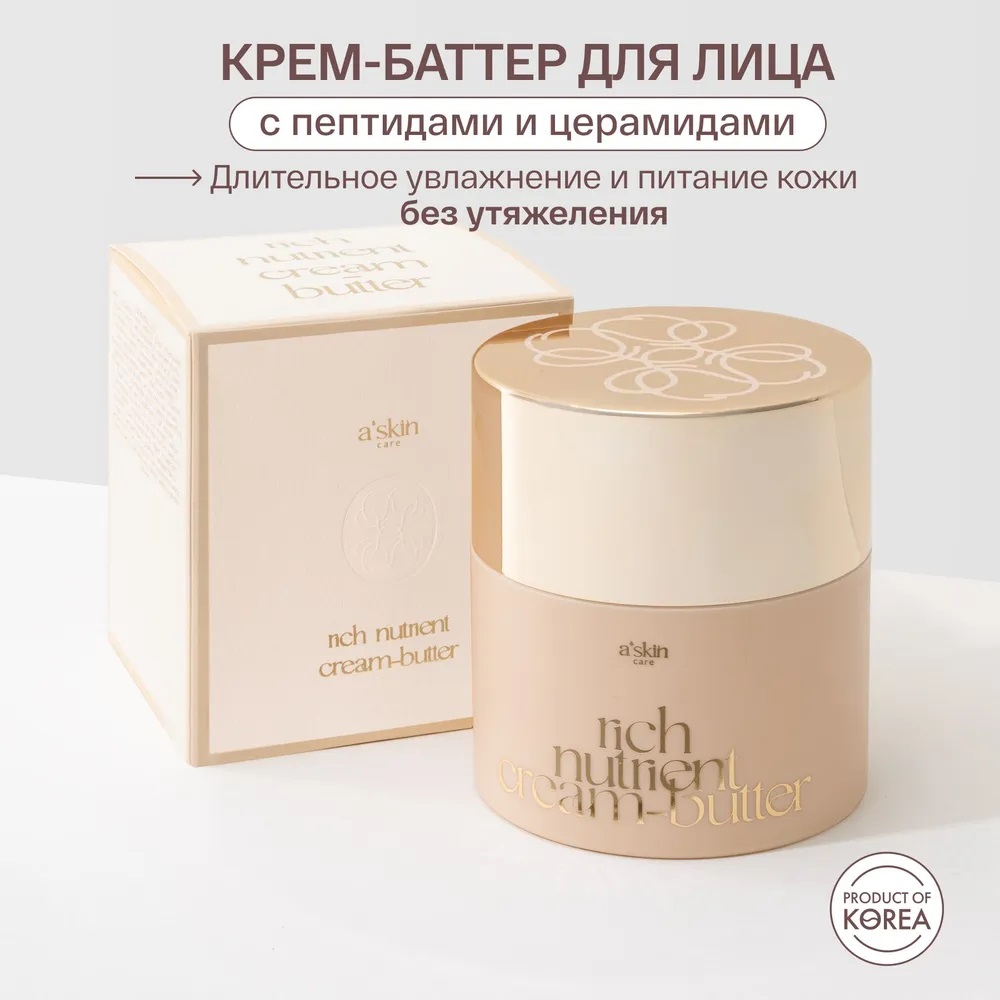 КРЕМ-БАТТЕР ДЛЯ ЛИЦА
с пептидами и церамидами
Длительное увлажнение и питание кожи
без утяжеления
rich
nutrient
cream-
butter
a'skin
care
rich nutrient
cream-butter
a'skin
care
rich
nutrient
cream-butter
PRODUCT OF
KOREA